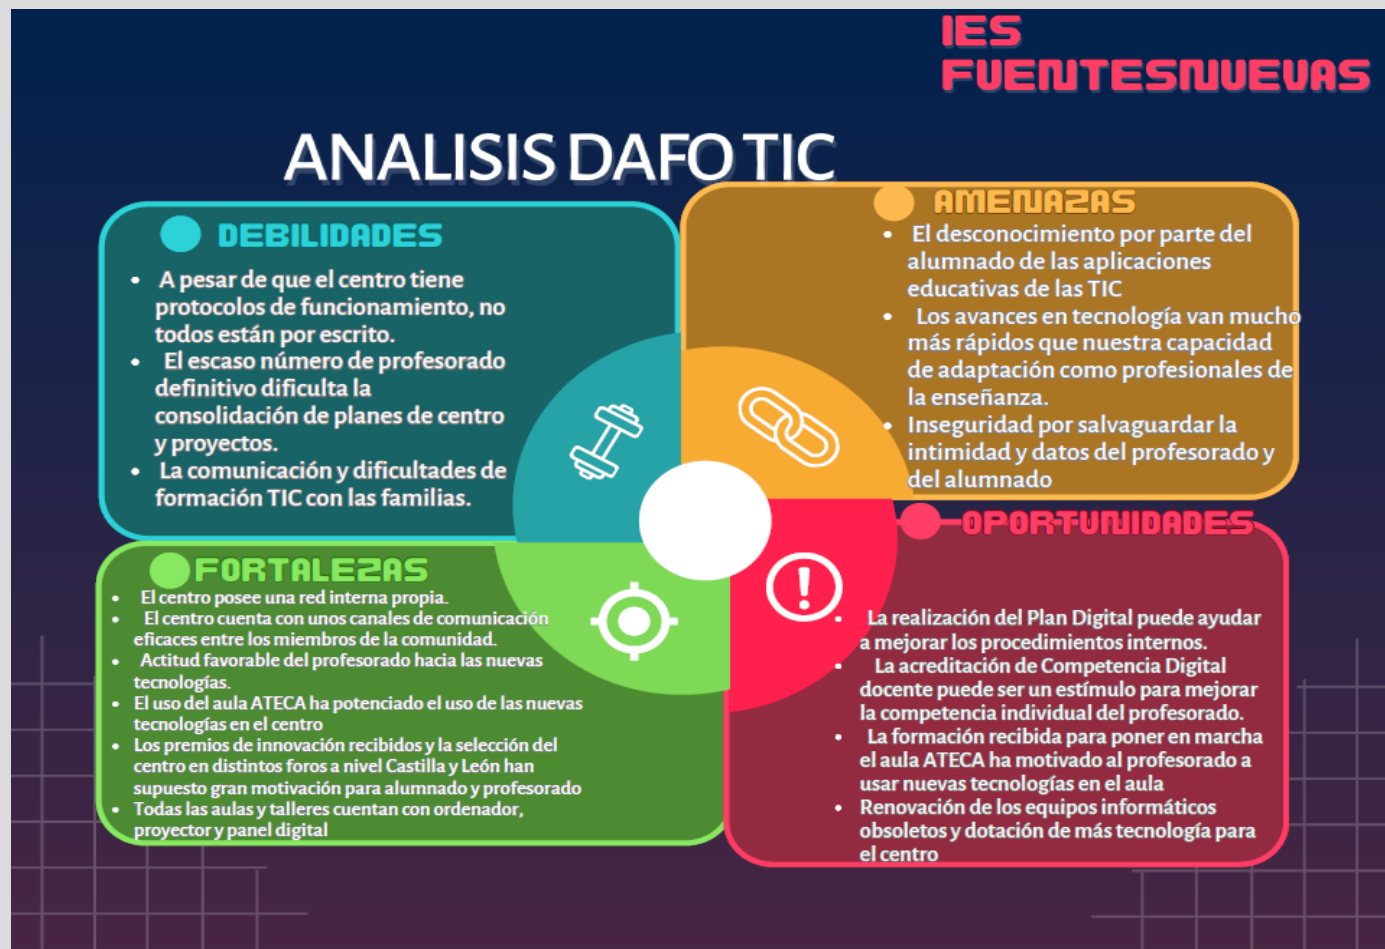 IES
FUENTESNUEVAS
ANALISIS DAFO TIC
DEBILIDADES
• A pesar de que el centro tiene
protocolos de funcionamiento, no
todos están por escrito.
• El escaso número de profesorado
definitivo dificulta la
consolidación de planes de centro
y proyectos.
• La comunicación y dificultades de
formación TIC con las familias.
AMENAZAS
• El desconocimiento por parte del
alumnado de las aplicaciones
educativas de las TIC
• Los avances en tecnología van mucho
más rápidos que nuestra capacidad
de adaptación como profesionales de
la enseñanza.
• Inseguridad por salvaguardar la
intimidad y datos del profesorado y
del alumnado
FORTALEZAS
• El centro posee una red interna propia.
• El centro cuenta con unos canales de comunicación
eficaces entre los miembros de la comunidad.
• Actitud favorable del profesorado hacia las nuevas
tecnologías.
• El uso del aula ATECA ha potenciado el uso de las nuevas
tecnologías en el centro
• Los premios de innovación recibidos y la selección del
centro en distintos foros a nivel Castilla y León han
supuesto gran motivación para alumnado y profesorado
• Todas las aulas y talleres cuentan con ordenador,
proyector y panel digital
OPORTUNIDADES
• La realización del Plan Digital puede ayudar
a mejorar los procedimientos internos.
• La acreditación de Competencia Digital
docente puede ser un estímulo para mejorar
la competencia individual del profesorado.
• La formación recibida para poner en marcha
el aula ATECA ha motivado al profesorado a
usar nuevas tecnologías en el aula
• Renovación de los equipos informáticos
obsoletos y dotación de más tecnología para
el centro